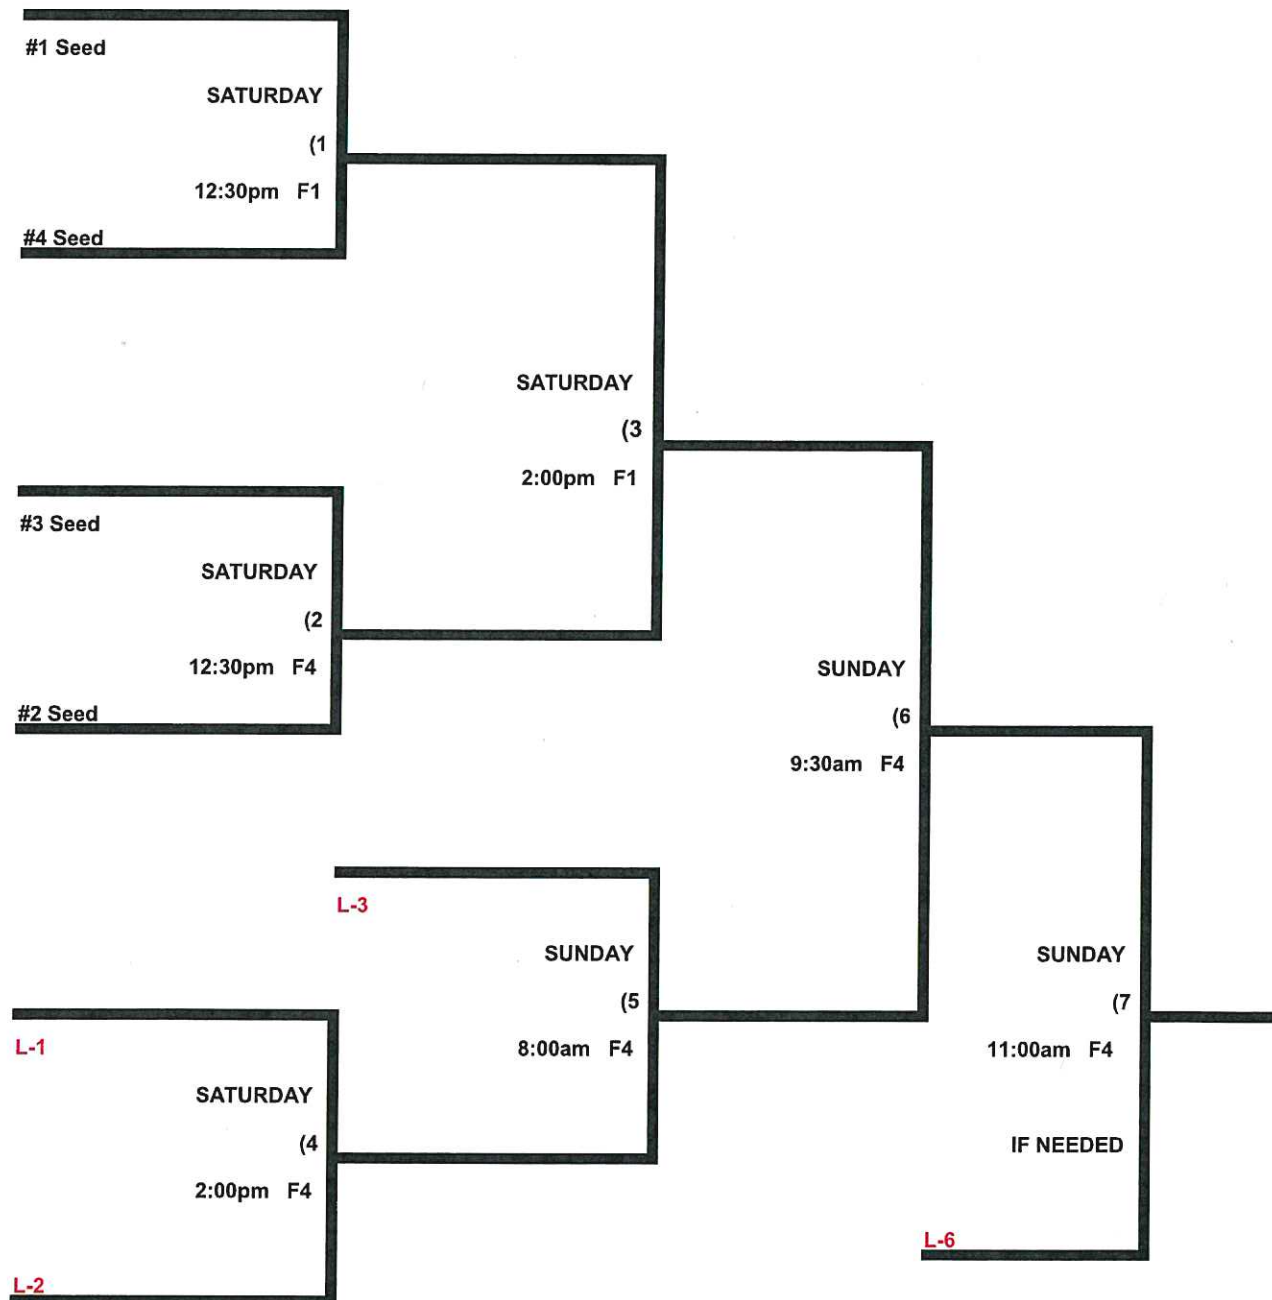 #1 Seed
SATURDAY
(1
12:30pm F1
#4 Seed
SATURDAY
(3
2:00pm F1
#3 Seed
SATURDAY
(2
12:30pm F4
#2 Seed
SUNDAY
(6
9:30am F4
L-3
SUNDAY
(5
8:00am F4
L-1
SATURDAY
(4
2:00pm F4
L-2
SUNDAY
(7
11:00am F4
IF NEEDED
L-6